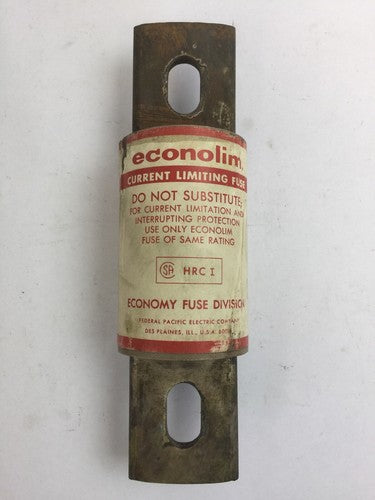 econolim
CURRENT LIMITING FUSE
DO NOT SUBSTITUTE;
FOR CURRENT LIMITATION AND
INTERRUPTING PROTECTION
USE ONLY ECONOLIM
FUSE OF SAME RATING
SA HRC I
ECONOMY FUSE DIVISION
FEDERAL PACIFIC ELECTRIC COMPANY
DES PLAINES, ILL., U.S.A.